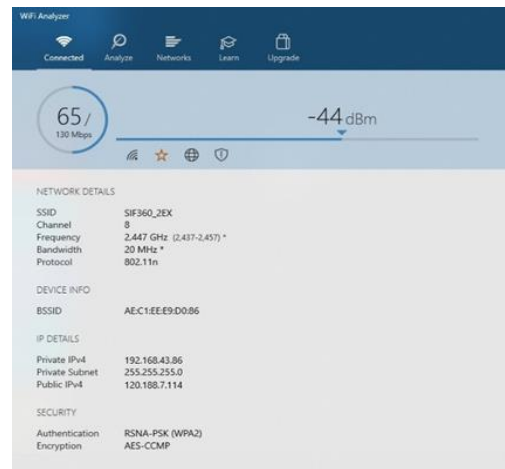 WiFi Analyzer
Connected Analyze Networks Learn Upgrade
65/
130 Mbps
-44 dBm
NETWORK DETAILS
SSID SIF360_2EX
Channel 8
Frequency 2,447 GHz (2,437-2,457) *
Bandwidth 20 MHz *
Protocol 802.11n
DEVICE INFO
BSSID AE:C1:EE:E9:D0:86
IP DETAILS
Private IPv4 192.168.43.86
Private Subnet 255.255.255.0
Public IPv4 120.188.7.114
SECURITY
Authentication RSNA-PSK (WPA2)
Encryption AES-CCMP